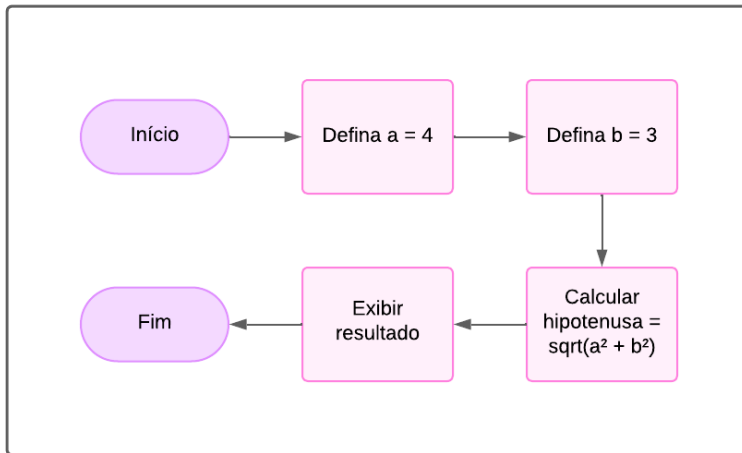 Início
Defina a = 4
Defina b = 3
Calcular
hipotenusa =
sqrt(a² + b²)
Exibir
resultado
Fim